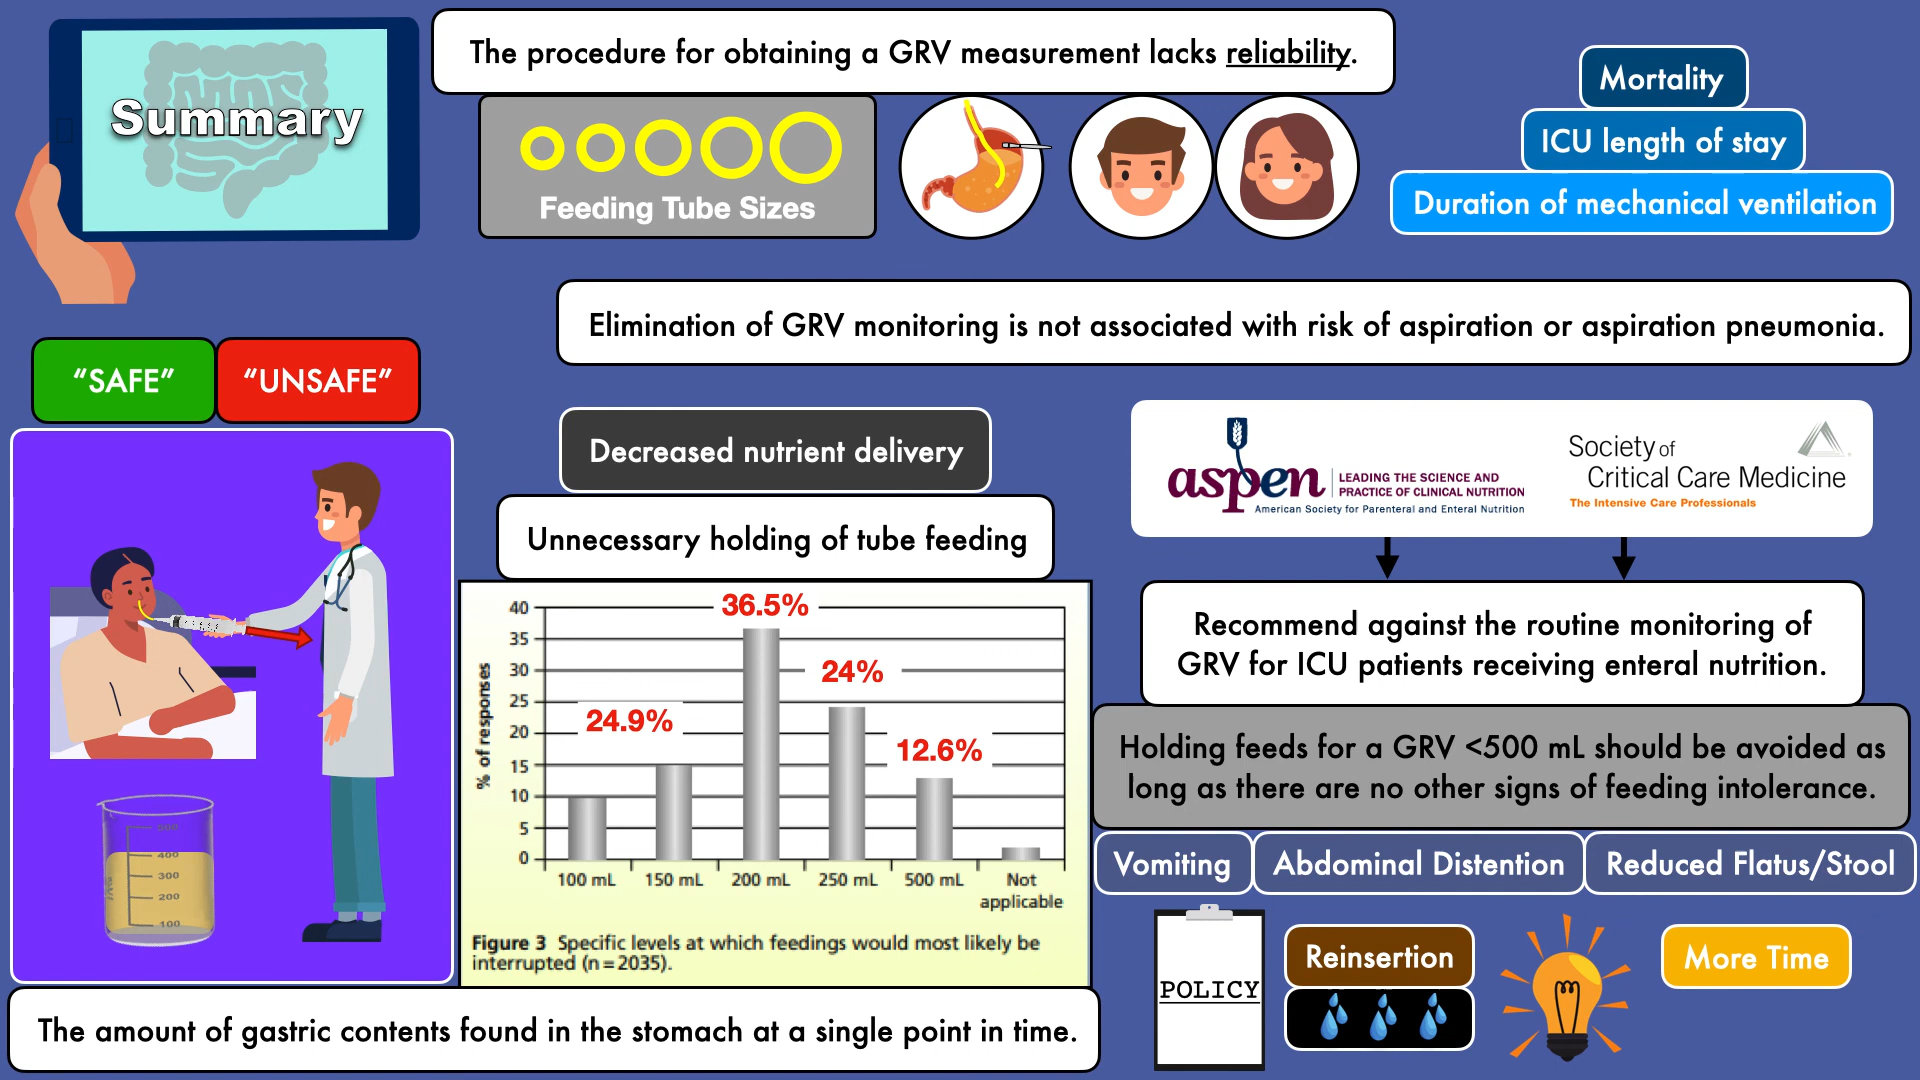 Summary
The procedure for obtaining a GRV measurement lacks reliability.
Feeding Tube Sizes
Mortality
ICU length of stay
Duration of mechanical ventilation
Elimination of GRV monitoring is not associated with risk of aspiration or aspiration pneumonia.
“SAFE”
“UNSAFE”
500
400
300
200
100
The amount of gastric contents found in the stomach at a single point in time.
Decreased nutrient delivery
Unnecessary holding of tube feeding
% of responses
40
35
30
25
20
15
10
5
0
24.9%
36.5%
24%
12.6%
100 mL
150 mL
200 mL
250 mL
500 mL
Not
applicable
Figure 3 Specific levels at which feedings would most likely be
interrupted (n = 2035).
aspen
LEADING THE SCIENCE AND
PRACTICE OF CLINICAL NUTRITION
American Society for Parenteral and Enteral Nutrition
Society of
Critical Care Medicine
The Intensive Care Professionals
Recommend against the routine monitoring of
GRV for ICU patients receiving enteral nutrition.
Holding feeds for a GRV <500 mL should be avoided as
long as there are no other signs of feeding intolerance.
Vomiting
Abdominal Distention
Reduced Flatus/Stool
POLICY
Reinsertion
More Time